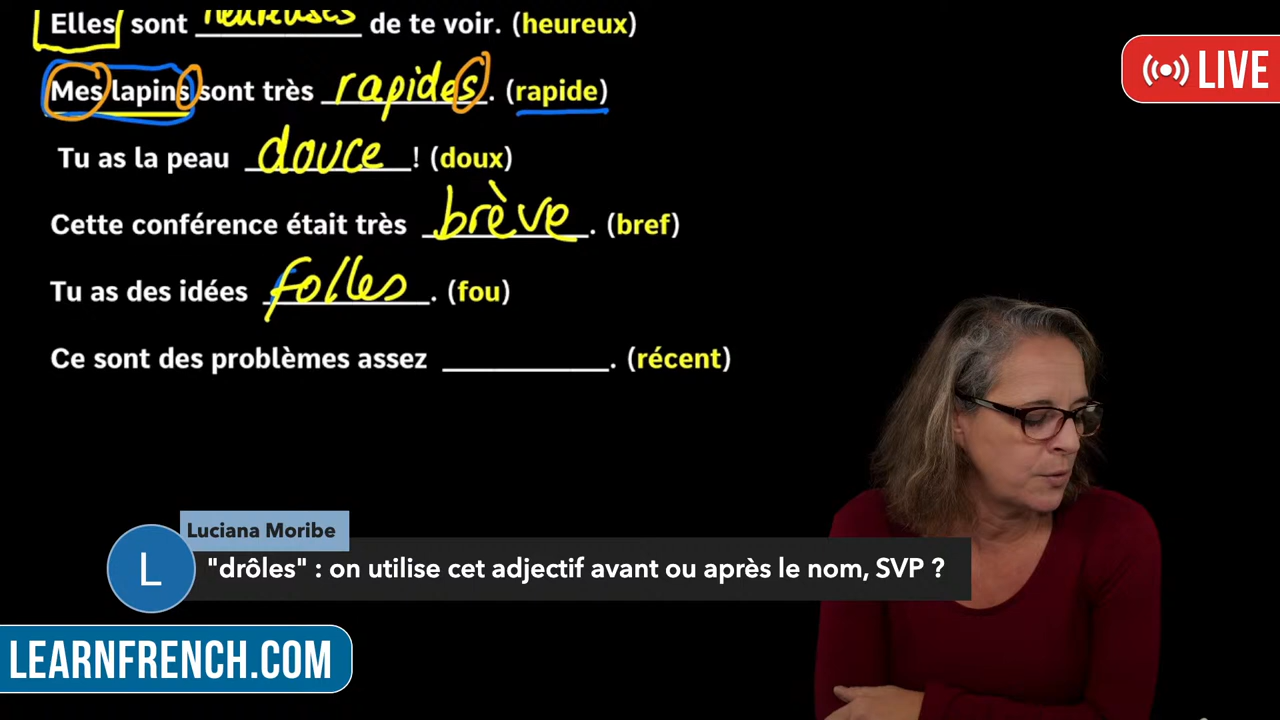 Elles sont heureuses de te voir. (heureux)
LIVE
Mes lapins sont très rapides. (rapide)
Tu as la peau douce! (doux)
Cette conférence était très brève. (bref)
Tu as des idées folles. (fou)
Ce sont des problèmes assez ____________. (récent)
Luciana Moribe
L
"drôles" : on utilise cet adjectif avant ou après le nom, SVP ?
LEARNFRENCH.COM